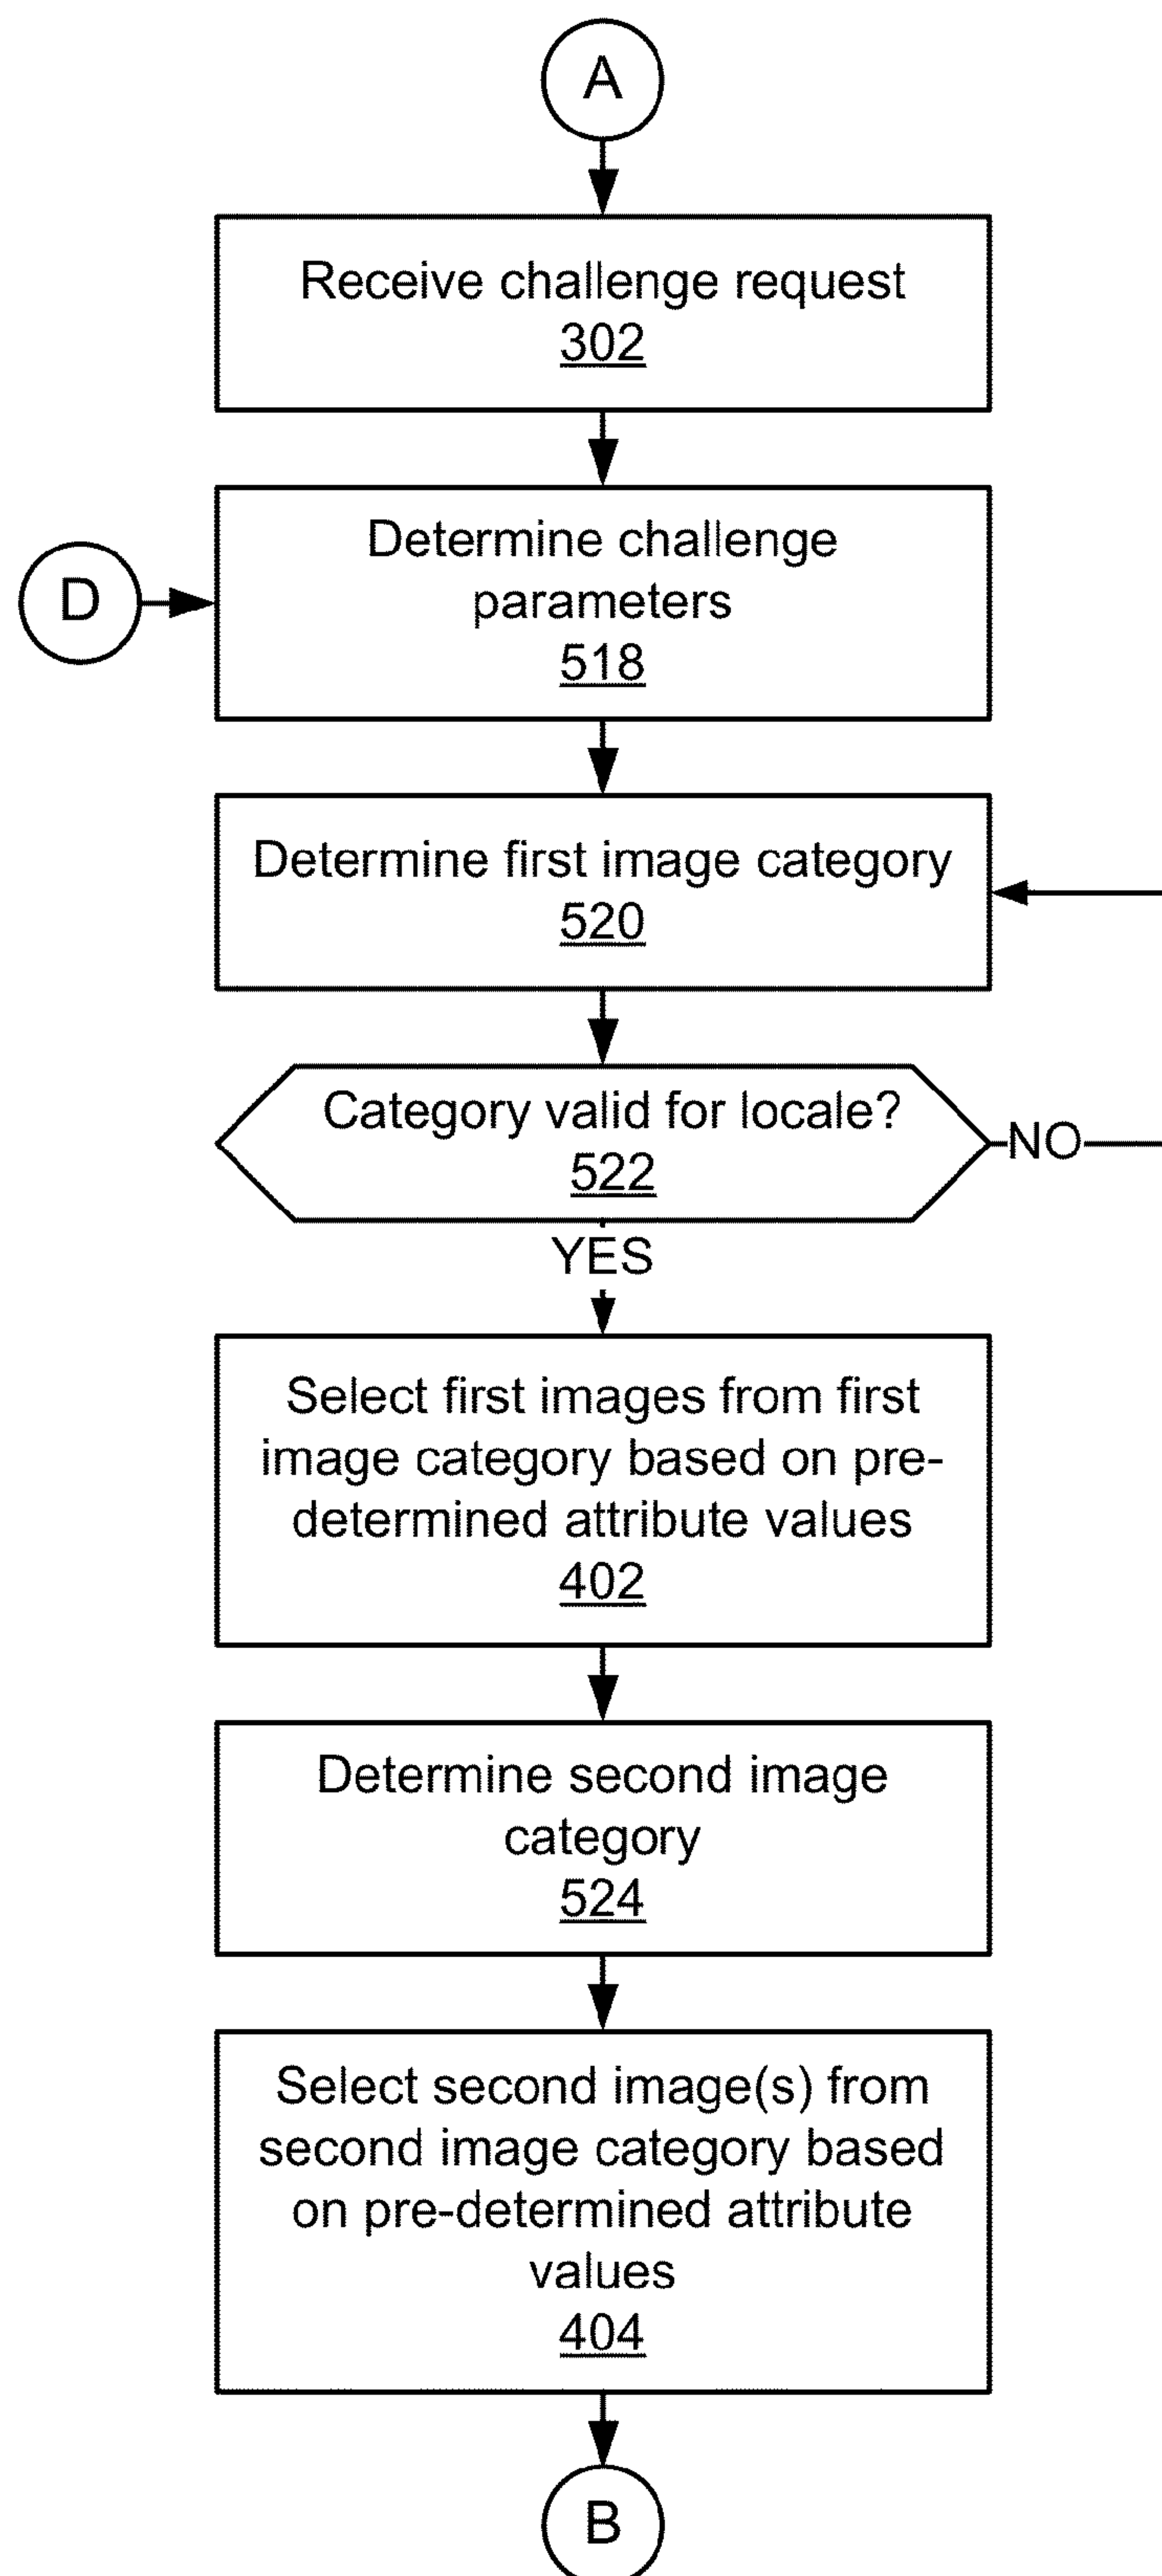 A
Receive challenge request
302
Determine challenge
parameters
518
D
Determine first image category
520
Category valid for locale?
522
NO
YES
Select first images from first
image category based on pre-
determined attribute values
402
Determine second image
category
524
Select second image(s) from
second image category based
on pre-determined attribute
values
404
B